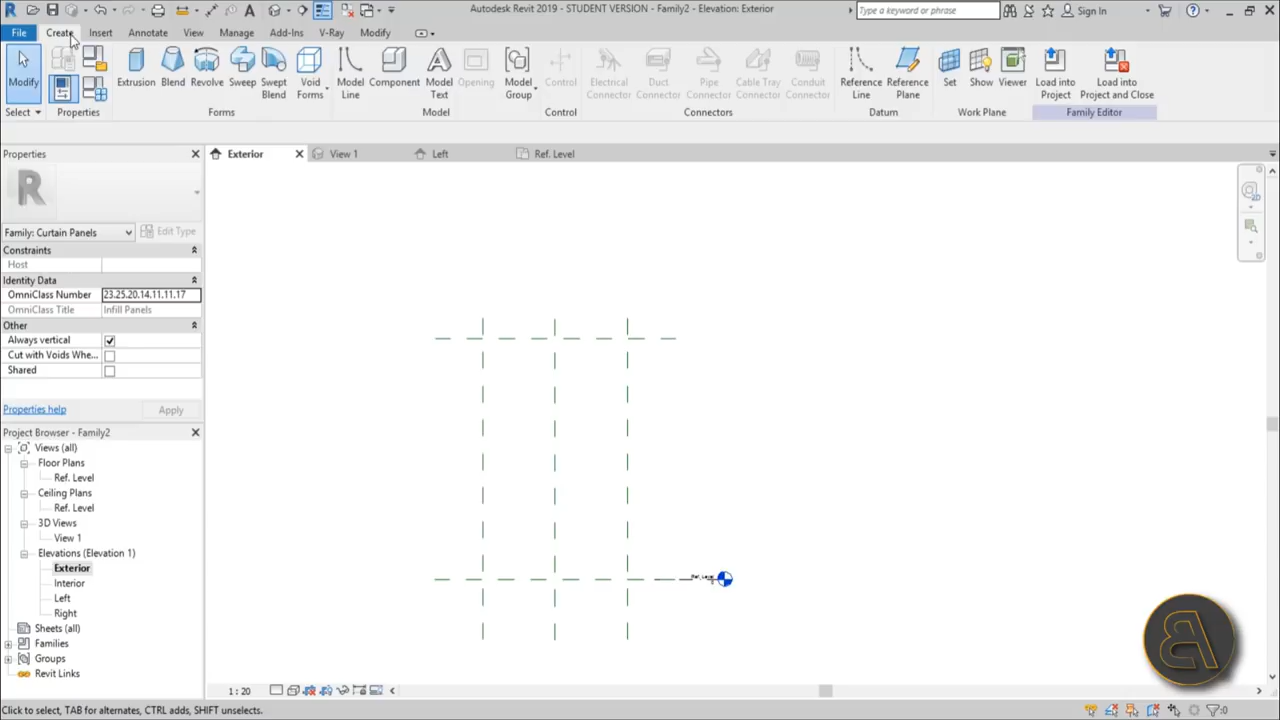 Autodesk Revit 2019 - STUDENT VERSION - Family2 - Elevation: Exterior
Type a keyword or phrase
Sign In
File Create Insert Annotate View Manage Add-Ins V-Ray Modify
Modify
Extrusion Blend Revolve Sweep Swept Blend Void Forms
Model Line Component Model Text Opening Model Group
Control
Electrical Connector Duct Connector Pipe Connector Cable Tray Connector Conduit Connector
Reference Line Reference Plane
Set Show Viewer
Load into Project Load into Project and Close
Select Properties Forms Model Control Connectors Datum Work Plane Family Editor
Properties
Exterior View 1 Left Ref. Level
R
Family: Curtain Panels Edit Type
Constraints
Host
Identity Data
OmniClass Number 23.25.20.14.11.11.17
OmniClass Title Infill Panels
Other
Always vertical
Cut with Voids Whe...
Shared
Properties help Apply
Project Browser - Family2
Views (all)
Floor Plans
Ref. Level
Ceiling Plans
Ref. Level
3D Views
View 1
Elevations (Elevation 1)
Exterior
Interior
Left
Right
Sheets (all)
Families
Groups
Revit Links
Ref. Level
1 : 20
Click to select, TAB for alternates, CTRL adds, SHIFT unselects.
:0